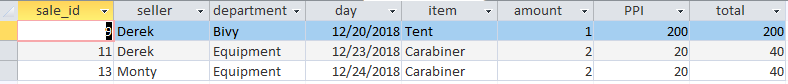 sale_id seller department day item amount PPI total
9 Derek Bivy 12/20/2018 Tent 1 200 200
11 Derek Equipment 12/23/2018 Carabiner 2 20 40
13 Monty Equipment 12/24/2018 Carabiner 2 20 40